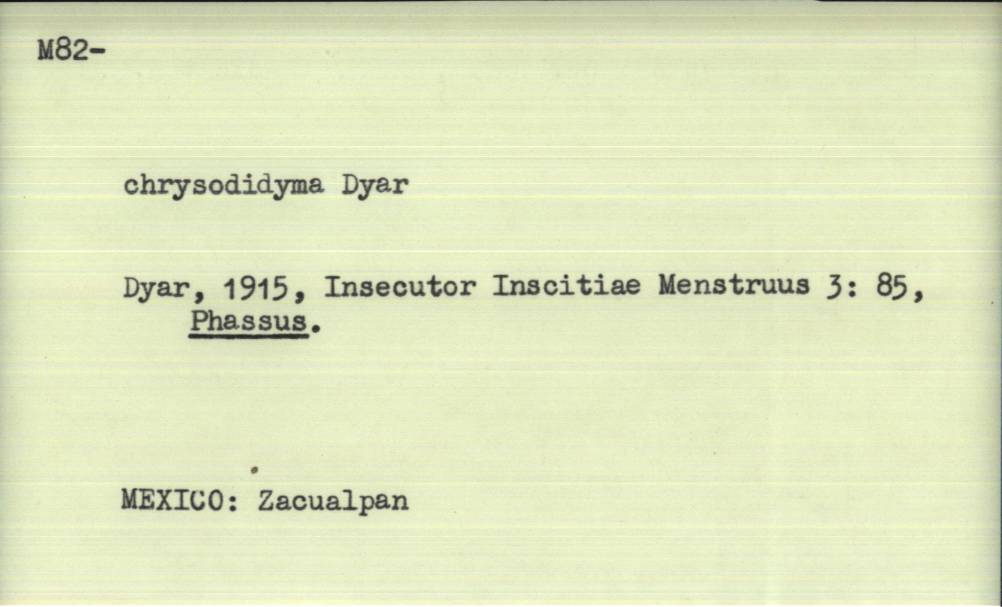 M82-
chrysodidyma Dyar
Dyar, 1915, Insecutor Inscitiae Menstruus 3: 85,
Phassus.
MEXICO: Zacualpan